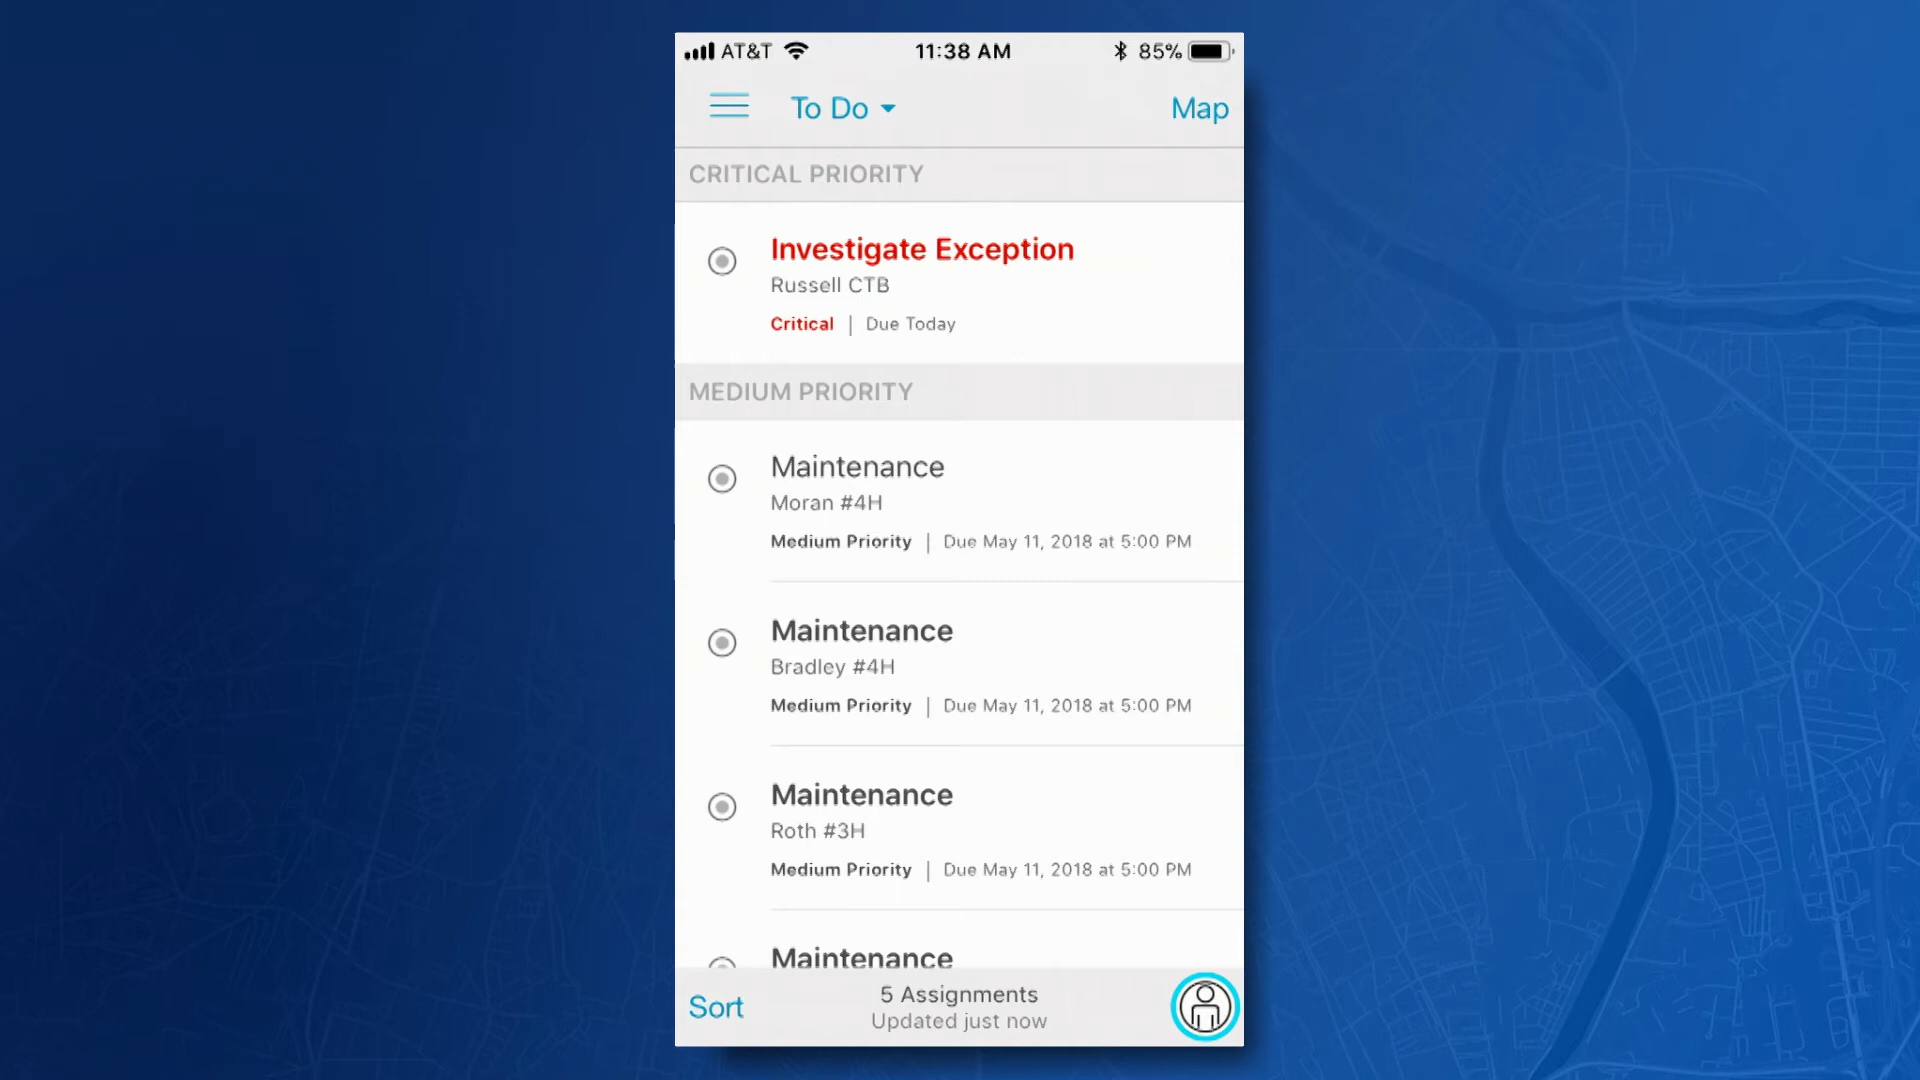 AT&T 11:38 AM 85%
To Do Map
CRITICAL PRIORITY
Investigate Exception
Russell CTB
Critical | Due Today
MEDIUM PRIORITY
Maintenance
Moran #4H
Medium Priority | Due May 11, 2018 at 5:00 PM
Maintenance
Bradley #4H
Medium Priority | Due May 11, 2018 at 5:00 PM
Maintenance
Roth #3H
Medium Priority | Due May 11, 2018 at 5:00 PM
Maintenance
Sort
5 Assignments
Updated just now